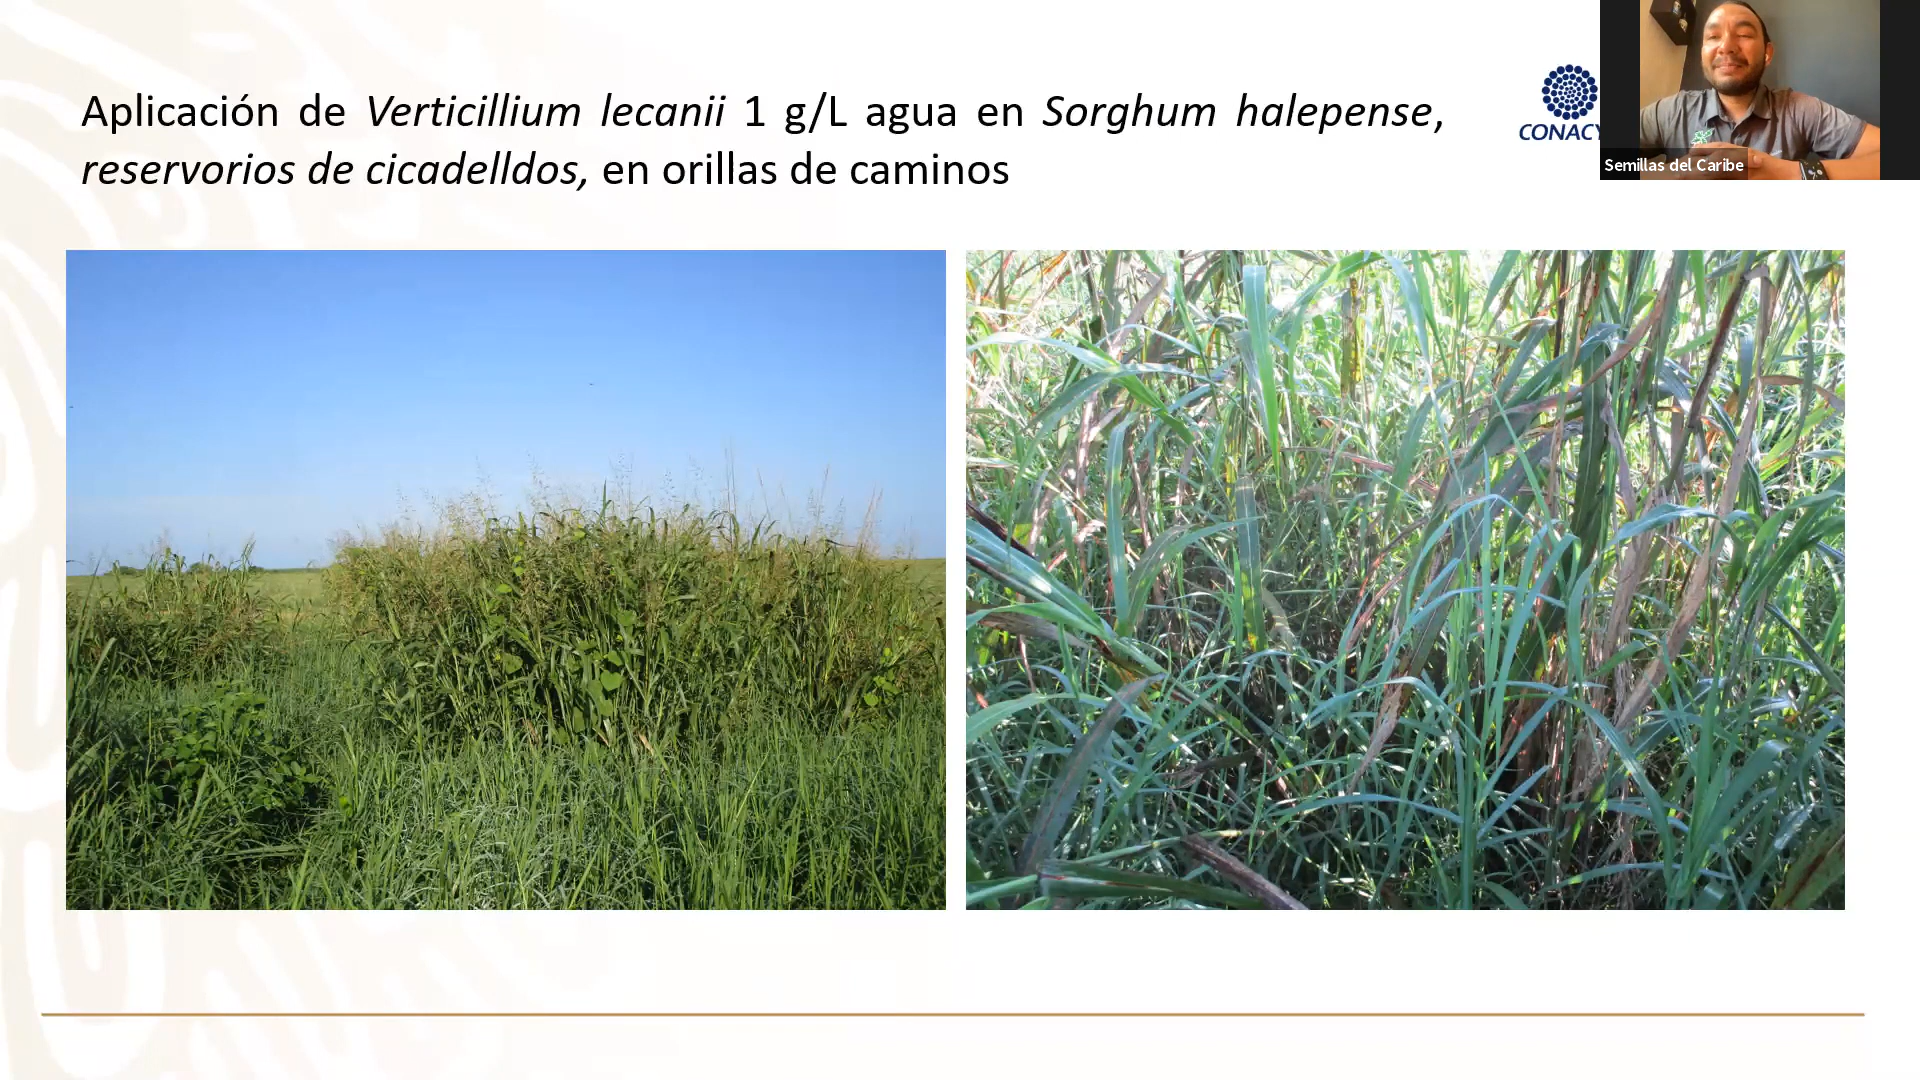 Aplicación de Verticillium lecanii 1 g/L agua en Sorghum halepense,
reservorios de cicadelldos, en orillas de caminos
CONACY
Semillas del Caribe